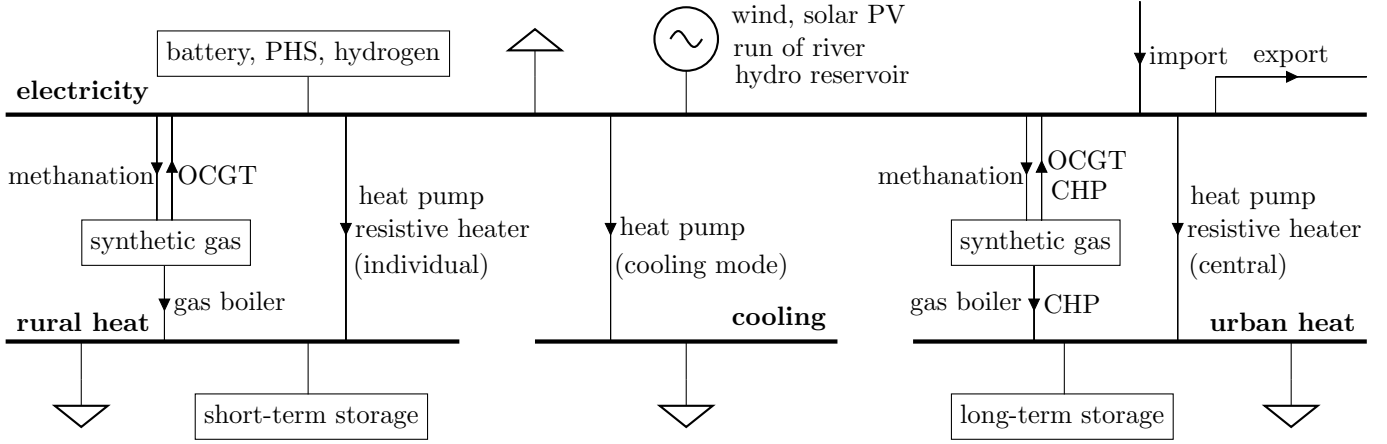 wind, solar PV
run of river
hydro reservoir
battery, PHS, hydrogen
import
export
electricity
methanation
OCGT
methanation
OCGT
CHP
heat pump
resistive heater
(individual)
heat pump
(cooling mode)
heat pump
resistive heater
(central)
synthetic gas
synthetic gas
gas boiler
gas boiler
CHP
rural heat
cooling
urban heat
short-term storage
long-term storage